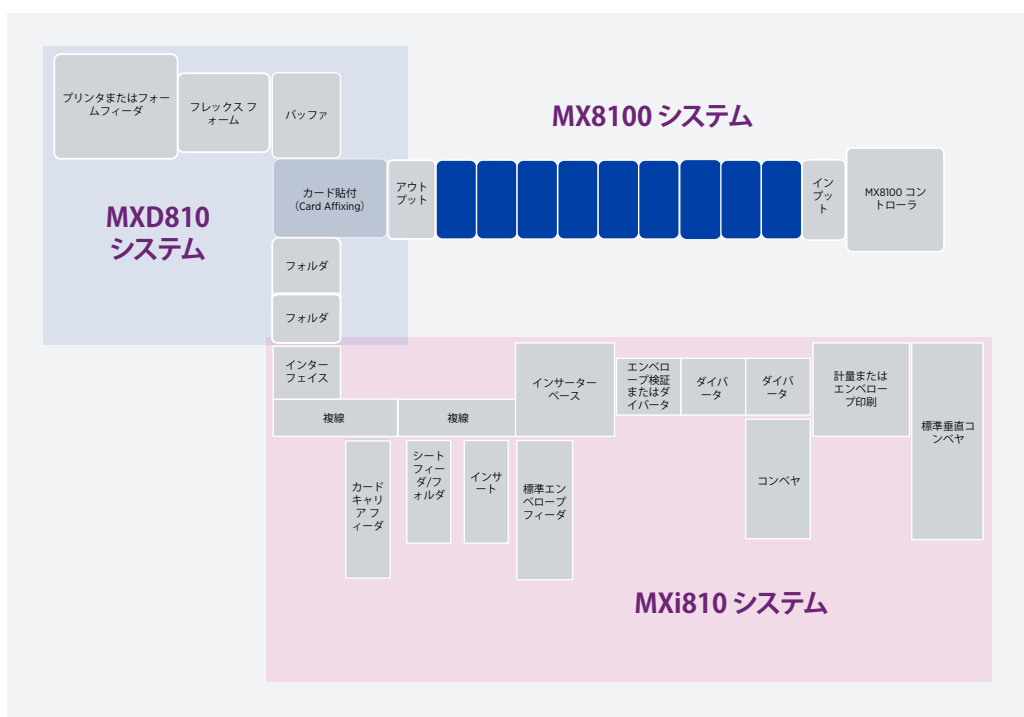 プリンタまたはフォー
ムフィーダ
フレックス フ
ォーム
バッファ
MX8100 システム
カード貼付
（Card Affixing）
アウト
プット
イン
プッ
ト
MX8100 コン
トローラ
MXD810
システム
フォルダ
フォルダ
インター
フェイス
インサーター
ベース
エンベロ
ープ検証
またはダ
イバータ
ダイバ
ータ
ダイバ
ータ
計量または
エンベロー
プ印刷
標準垂直コ
ンベヤ
複線
複線
カード
キャリ
ア フ
ィーダ
シート
フィー
ダ/フ
ォルダ
インサ
ート
標準エン
ベロープ
フィーダ
コンベヤ
MXi810 システム